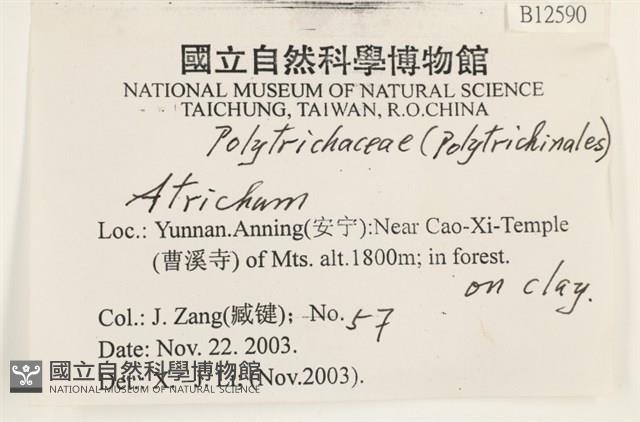 B12590
國立自然科學博物館
NATIONAL MUSEUM OF NATURAL SCIENCE
TAICHUNG, TAIWAN, R.O.CHINA
Polytrichaceae (Polytrichinales)
Atrichum
Loc.: Yunnan.Anning(安宁):Near Cao-Xi-Temple
(曹溪寺) of Mts. alt.1800m; in forest.
on clay.
Col.: J. Zang(臧键); No. 57
Date: Nov. 22. 2003.
Det.: X. -J. Li. (Nov.2003).
國立自然科學博物館
NATIONAL MUSEUM OF NATURAL SCIENCE